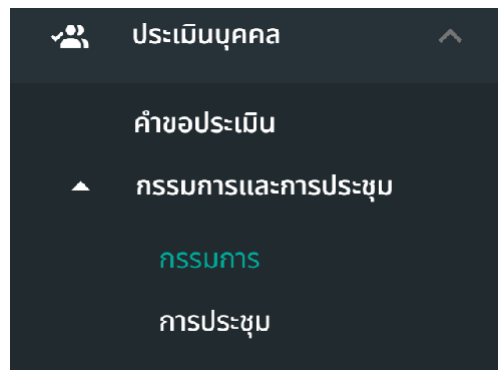 ประเมินบุคคล
คำขอประเมิน
กรรมการและการประชุม
กรรมการ
การประชุม